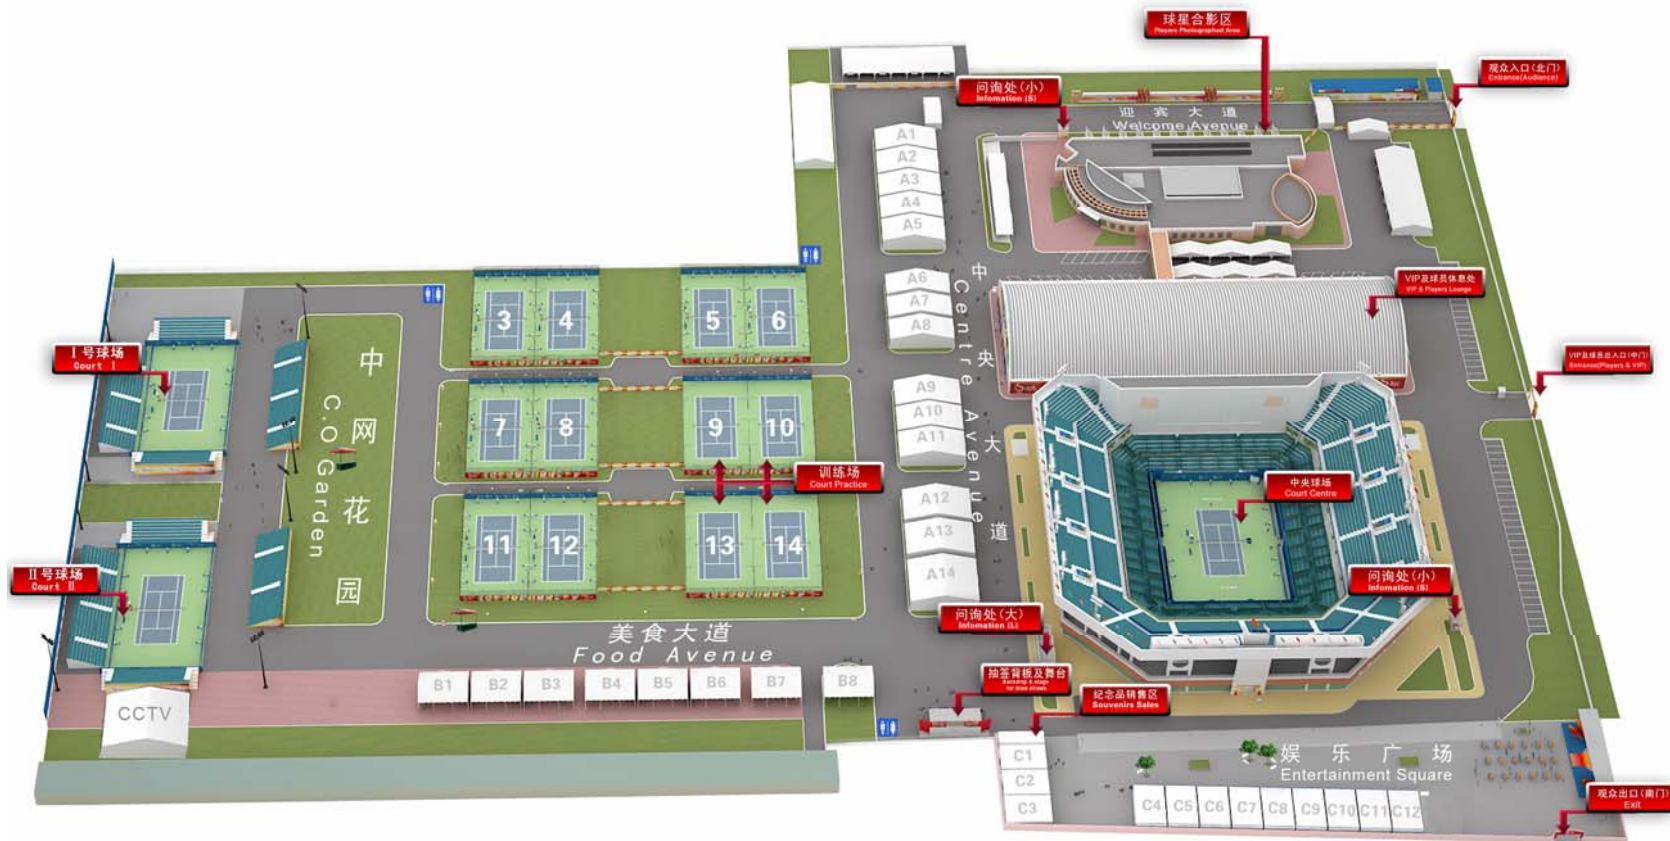 球星合影区
Players Photographed Area
观众入口(北门)
Entrance(Audience)
问询处(小)
Infomation (S)
迎宾大道
Welcome Avenue
A1
A2
A3
A4
A5
A6
A7
A8
A9
A10
A11
A12
A13
A14
中央大道
Centre Avenue
VIP及球员休息处
VIP & Players Lounge
VIP及球员出入口(中门)
Entrance(Players & VIP)
I号球场
Court I
中网花园
C.O Garden
3
4
5
6
7
8
9
10
训练场
Court Practice
11
12
13
14
中央球场
Court Centre
II号球场
Court II
问询处(小)
Infomation (S)
问询处(大)
Infomation (L)
美食大道
Food Avenue
抽签背板及舞台
Backdrop & stage
纪念品销售区
Souvenirs Sales
B1
B2
B3
B4
B5
B6
B7
B8
CCTV
C1
C2
C3
C4
C5
C6
C7
C8
C9
C10
C11
C12
娱乐广场
Entertainment Square
观众出口(南门)
Exit